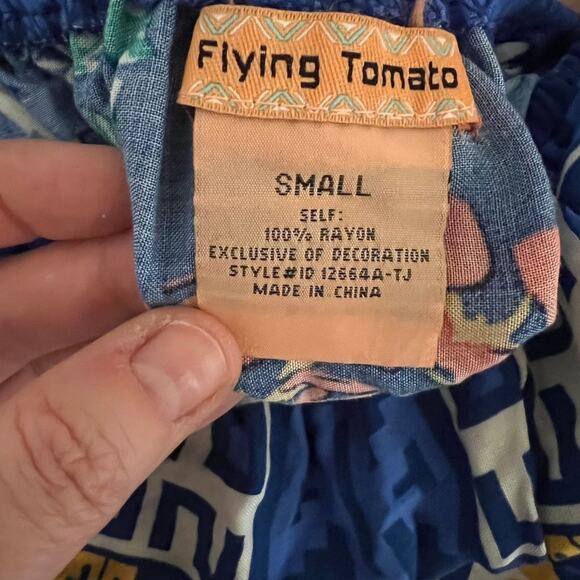 Flying Tomato
SMALL
SELF:
100% RAYON
EXCLUSIVE OF DECORATION
STYLE#ID 12664A-TJ
MADE IN CHINA